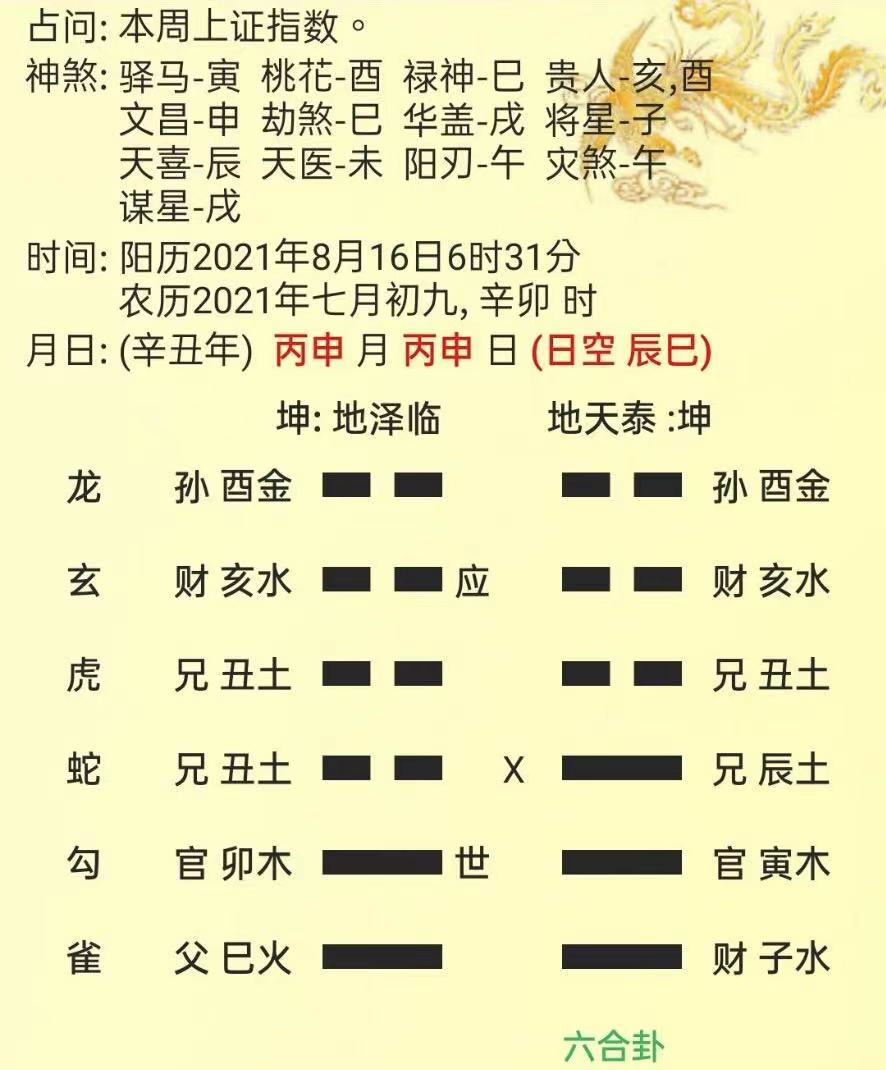 占问: 本周上证指数。
神煞: 驿马-寅 桃花-酉 禄神-巳 贵人-亥,酉
文昌-申 劫煞-巳 华盖-戌 将星-子
天喜-辰 天医-未 阳刃-午 灾煞-午
谋星-戌
时间: 阳历2021年8月16日6时31分
农历2021年七月初九, 辛卯 时
月日: (辛丑年) 丙申 月 丙申 日 (日空 辰巳)
坤: 地泽临 地天泰 :坤
龙 孙 酉金 孙 酉金
玄 财 亥水 应 财 亥水
虎 兄 丑土 兄 丑土
蛇 兄 丑土 X 兄 辰土
勾 官 卯木 世 官 寅木
雀 父 巳火 财 子水
六合卦